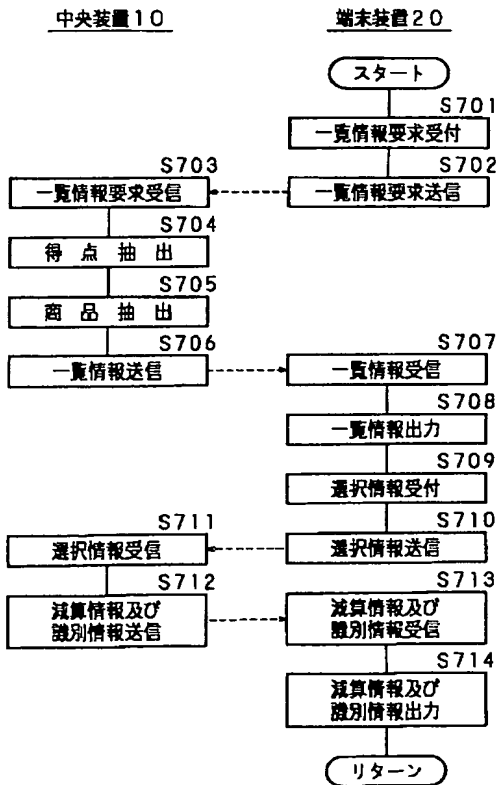 中央装置10
端末装置20
スタート
S701
一覧情報要求受付
S702
一覧情報要求送信
S703
一覧情報要求受信
S704
得点抽出
S705
商品抽出
S706
一覧情報送信
S707
一覧情報受信
S708
一覧情報出力
S709
選択情報受付
S710
選択情報送信
S711
選択情報受信
S712
減算情報及び
識別情報送信
S713
減算情報及び
識別情報受信
S714
減算情報及び
識別情報出力
リターン